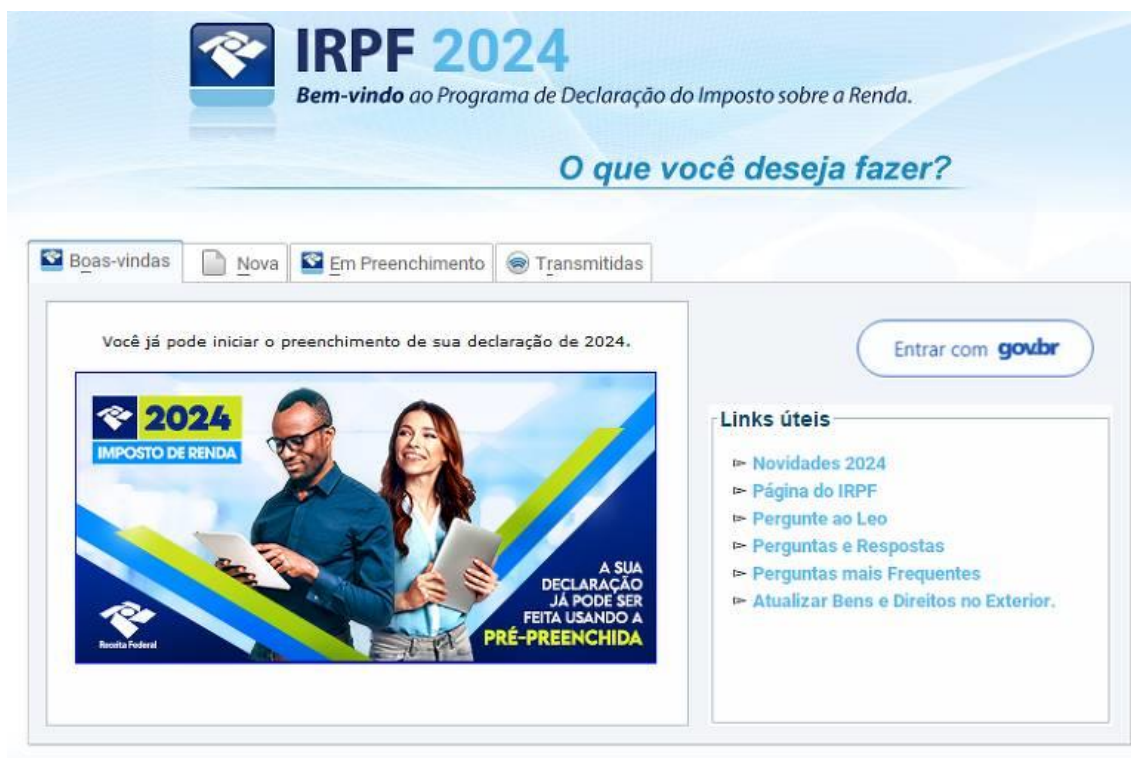 IRPF 2024
Bem-vindo ao Programa de Declaração do Imposto sobre a Renda.
O que você deseja fazer?
Boas-vindas
Nova
Em Preenchimento
Transmitidas
Você já pode iniciar o preenchimento de sua declaração de 2024.
2024
IMPOSTO DE RENDA
A SUA
DECLARAÇÃO
JÁ PODE SER
FEITA USANDO A
PRÉ-PREENCHIDA
Receita Federal
Entrar com gov.br
Links úteis
Novidades 2024
Página do IRPF
Pergunte ao Leo
Perguntas e Respostas
Perguntas mais Frequentes
Atualizar Bens e Direitos no Exterior.